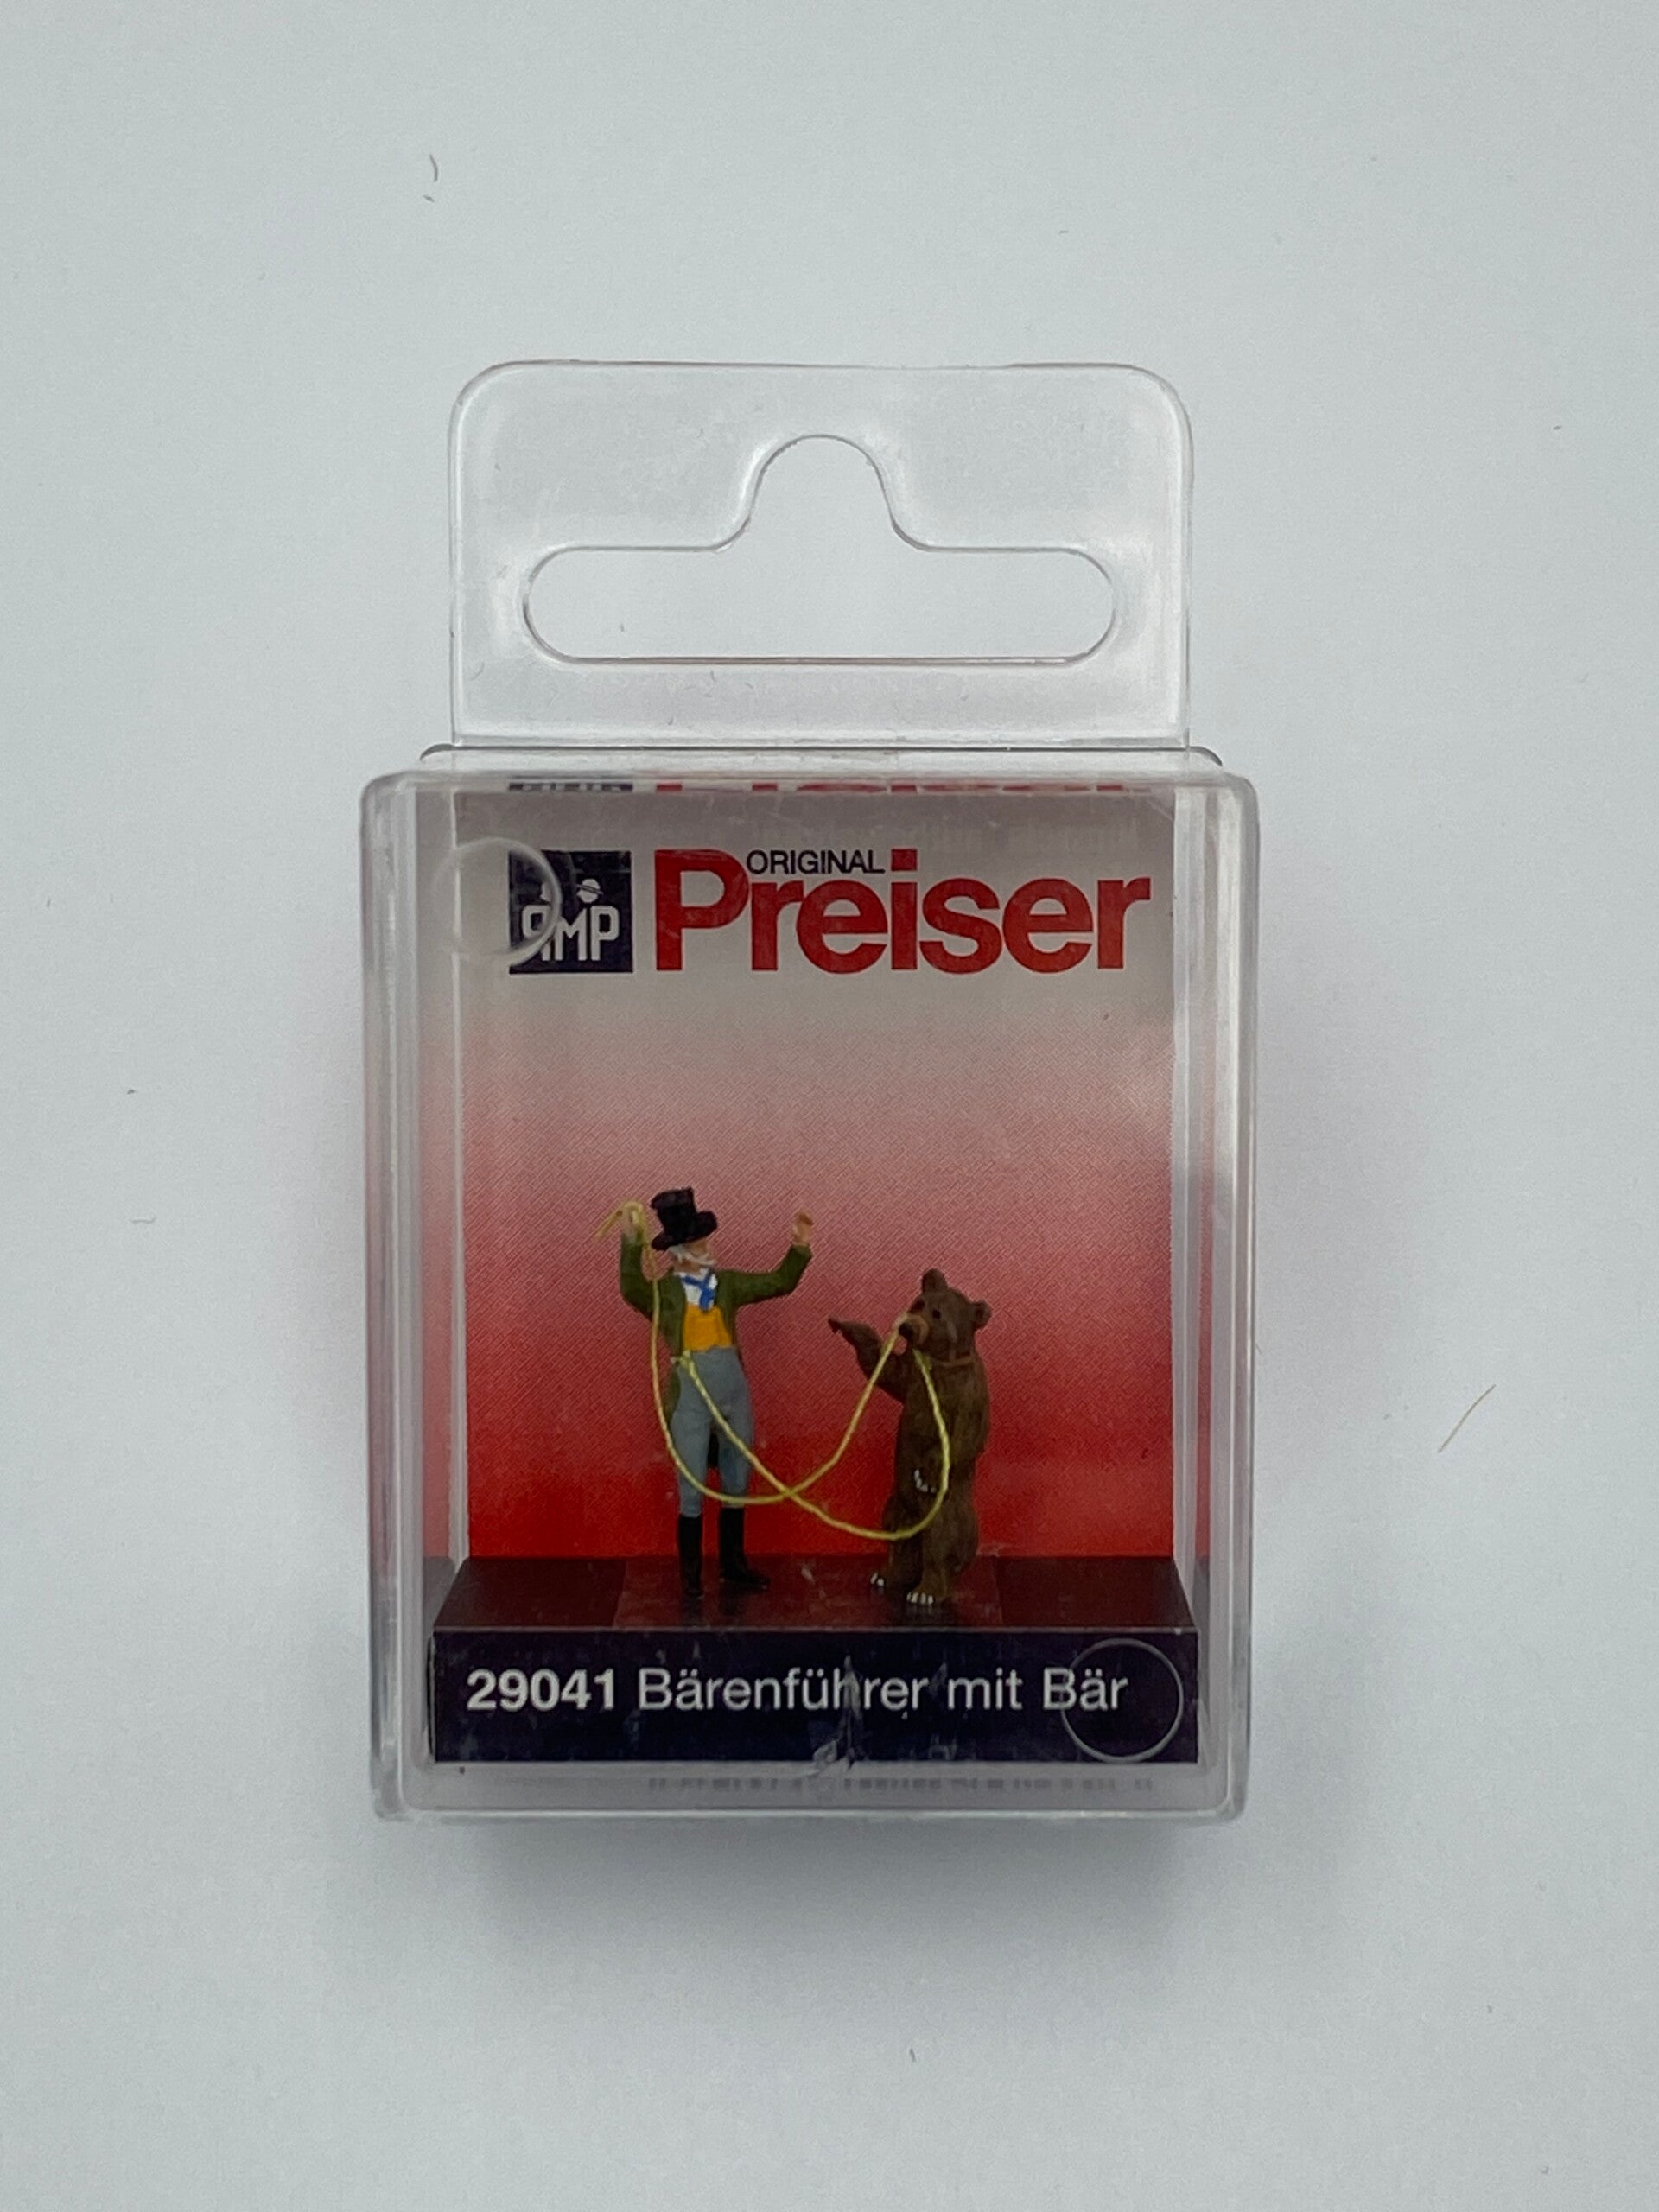 ORIGINAL
PMP Preiser
29041 Bärenführer mit Bär